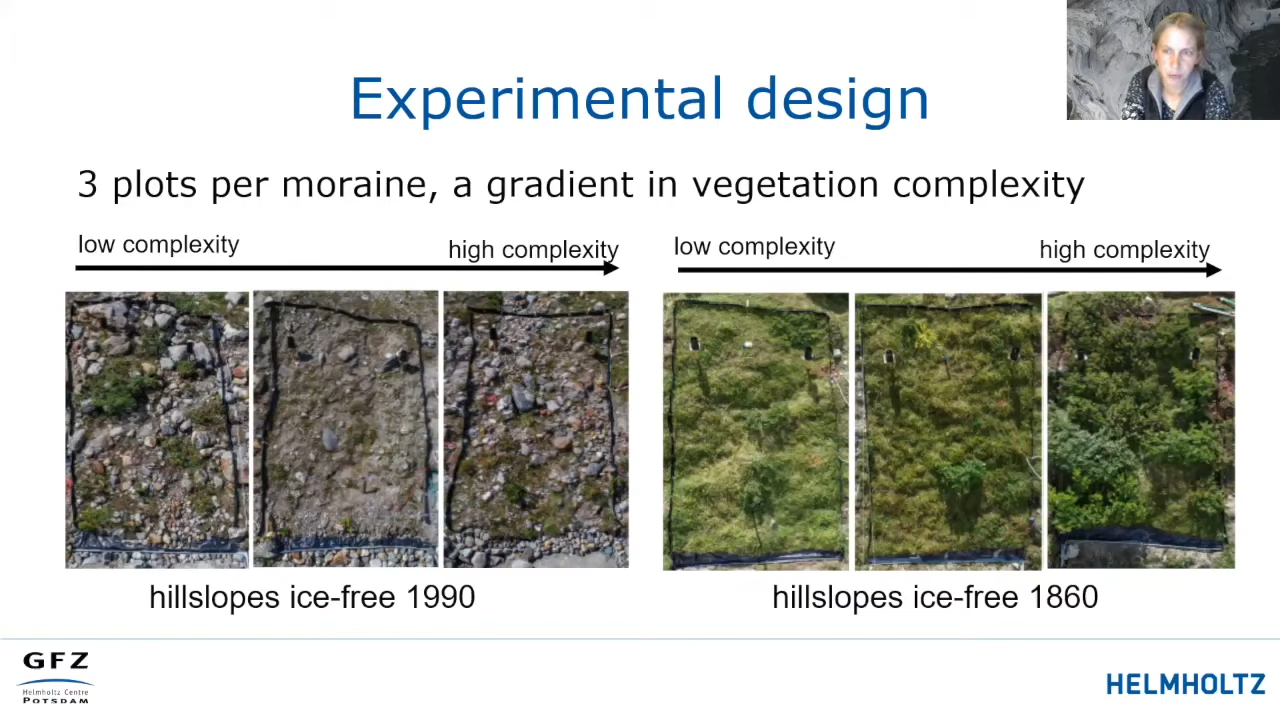 Experimental design
3 plots per moraine, a gradient in vegetation complexity
low complexity
high complexity
low complexity
high complexity
hillslopes ice-free 1990
hillslopes ice-free 1860
GFZ
Helmholtz Centre
POTSDAM
HELMHOLTZ